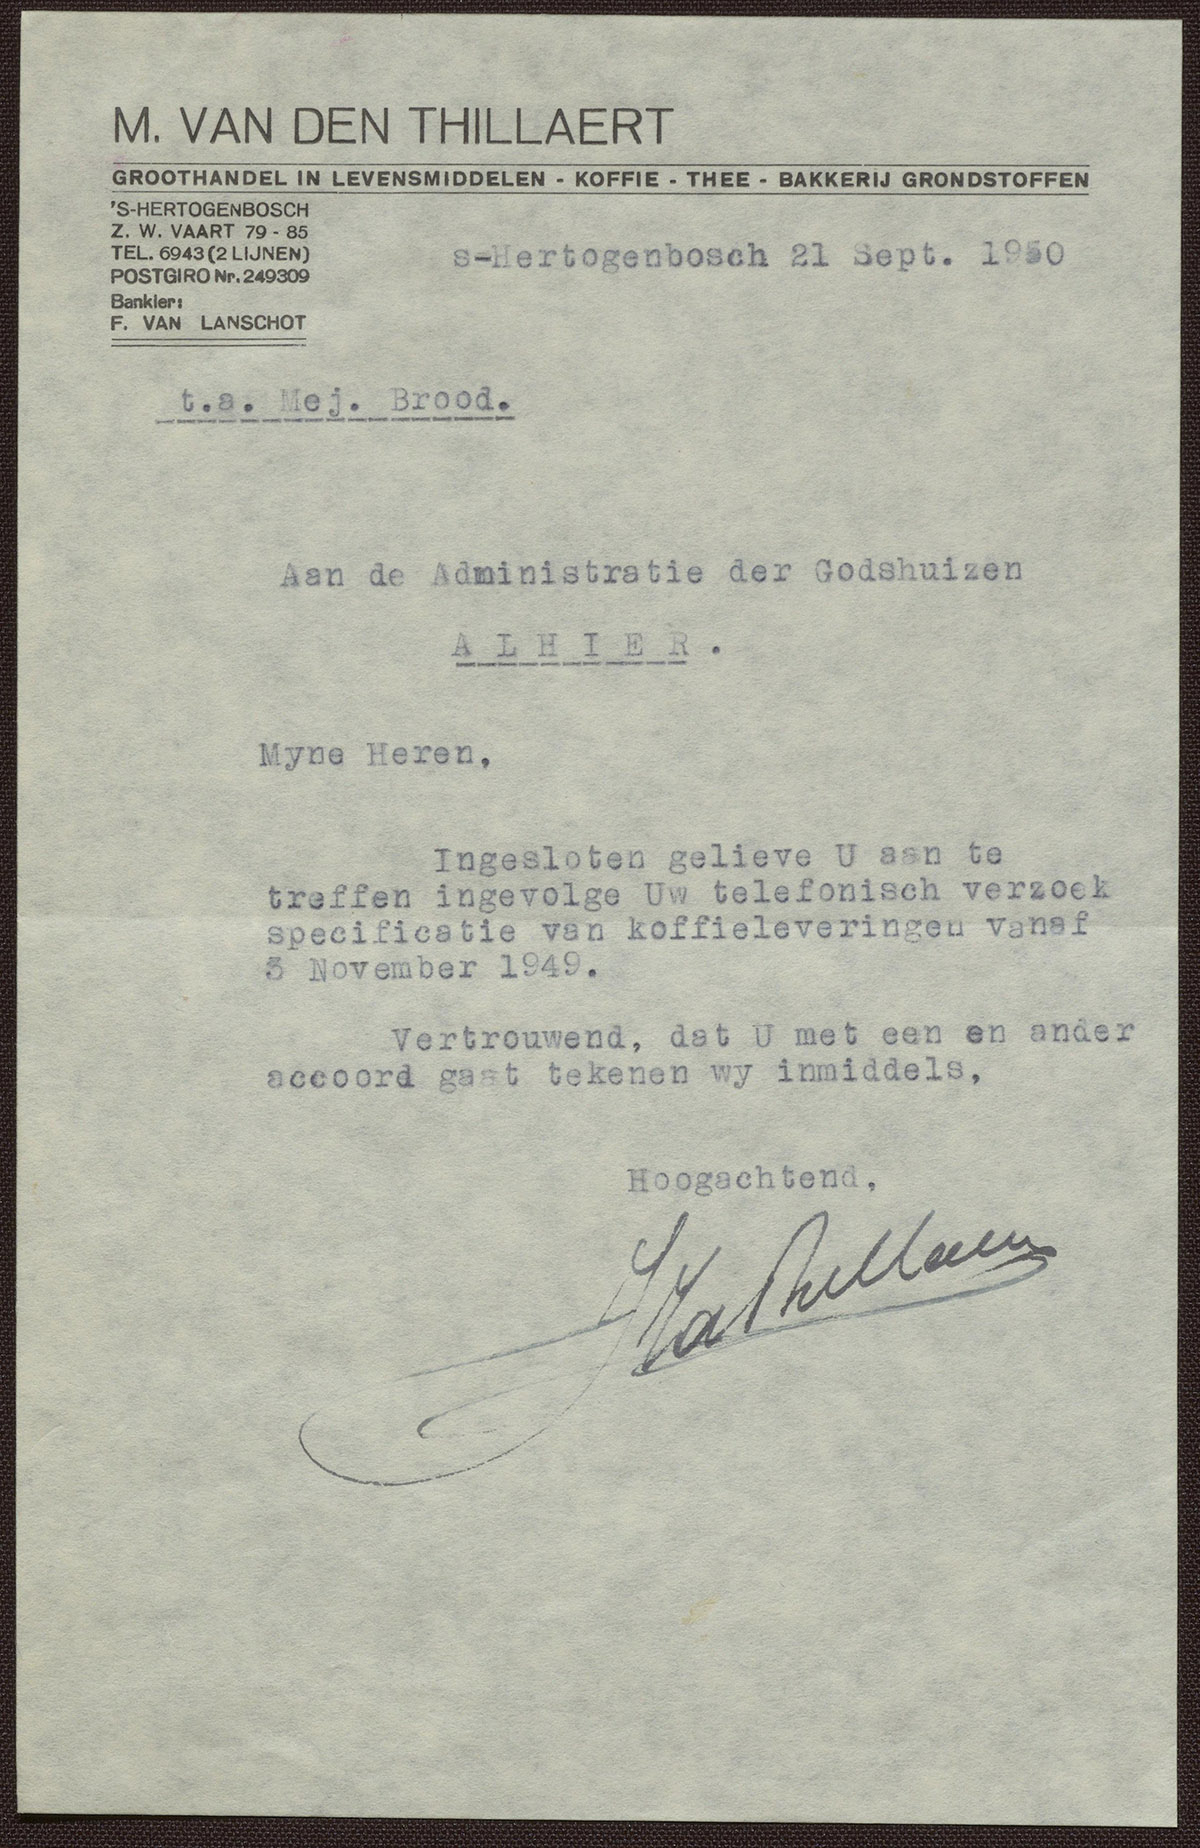 M. VAN DEN THILLAERT
GROOTHANDEL IN LEVENSMIDDELEN - KOFFIE - THEE - BAKKERIJ GRONDSTOFFEN
'S-HERTOGENBOSCH
Z. W. VAART 79 - 85
TEL. 6943 (2 LIJNEN)
POSTGIRO Nr. 249309
Bankier:
F. VAN LANSCHOT
s-Hertogenbosch 21 Sept. 1950
t.a. Mej. Brood.
Aan de Administratie der Godshuizen
A L H I E R .
Myne Heren,
Ingesloten gelieve U aan te
treffen ingevolge Uw telefonisch verzoek
specificatie van koffieleveringen vanaf
3 November 1949.
Vertrouwend, dat U met een en ander
accoord gaat tekenen wy inmiddels,
Hoogachtend,